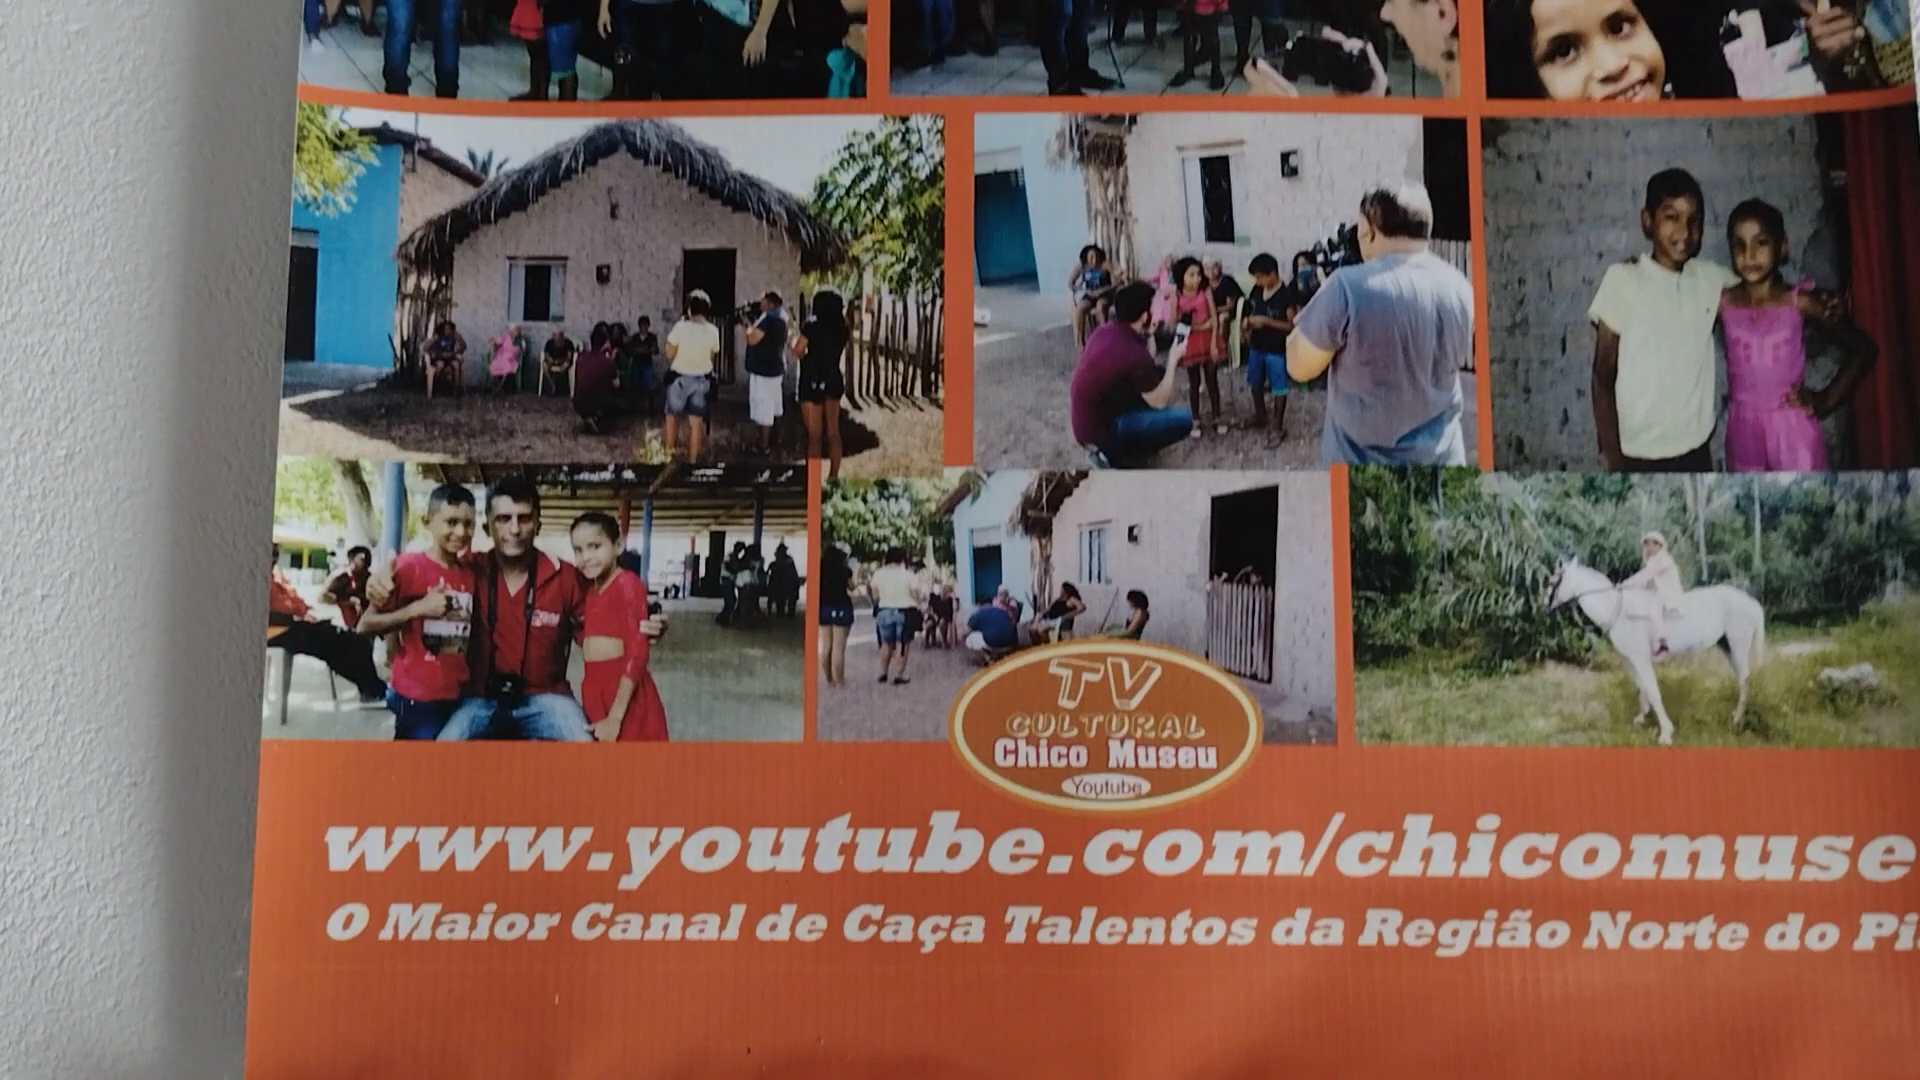 TV
CULTURAL
Chico Museu
Youtube
www.youtube.com/chicomuse
O Maior Canal de Caça Talentos da Região Norte do Pi